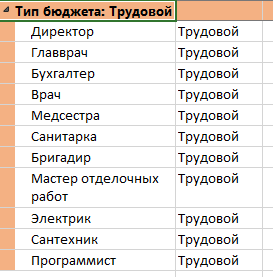 Тип бюджета: Трудовой
Директор Трудовой
Главврач Трудовой
Бухгалтер Трудовой
Врач Трудовой
Медсестра Трудовой
Санитарка Трудовой
Бригадир Трудовой
Мастер отделочных Трудовой
работ
Электрик Трудовой
Сантехник Трудовой
Программист Трудовой